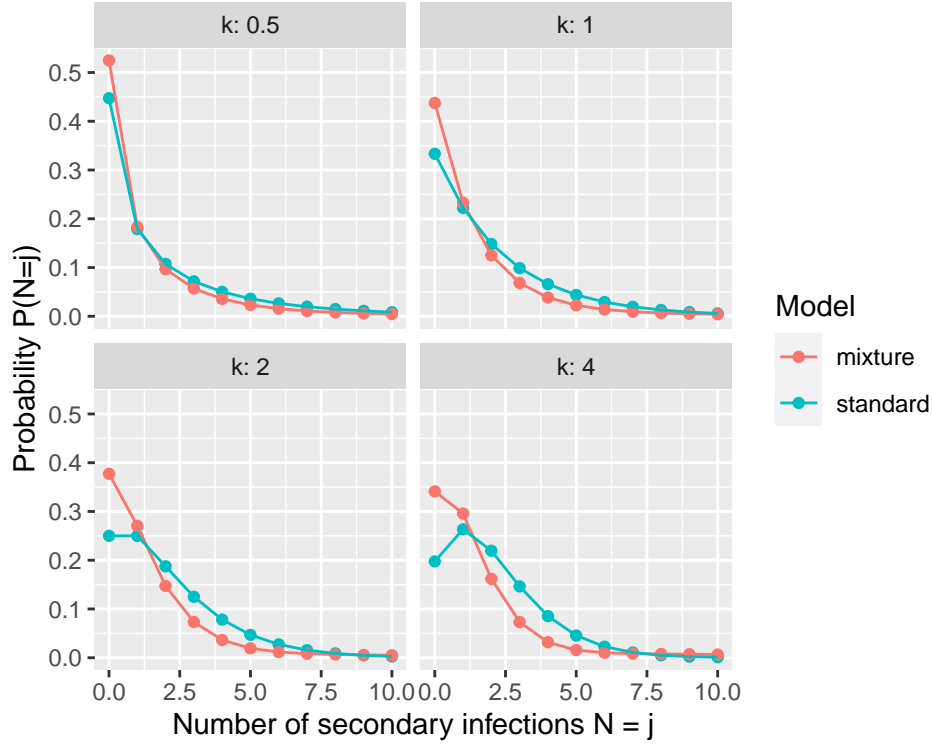 k: 0.5
k: 1
0.5
0.4
0.3
0.2
0.1
0.0
k: 2
k: 4
0.5
0.4
0.3
0.2
0.1
0.0
0.0 2.5 5.0 7.5 10.0
0.0 2.5 5.0 7.5 10.0
Number of secondary infections N = j
Probability P(N=j)
Model
mixture
standard